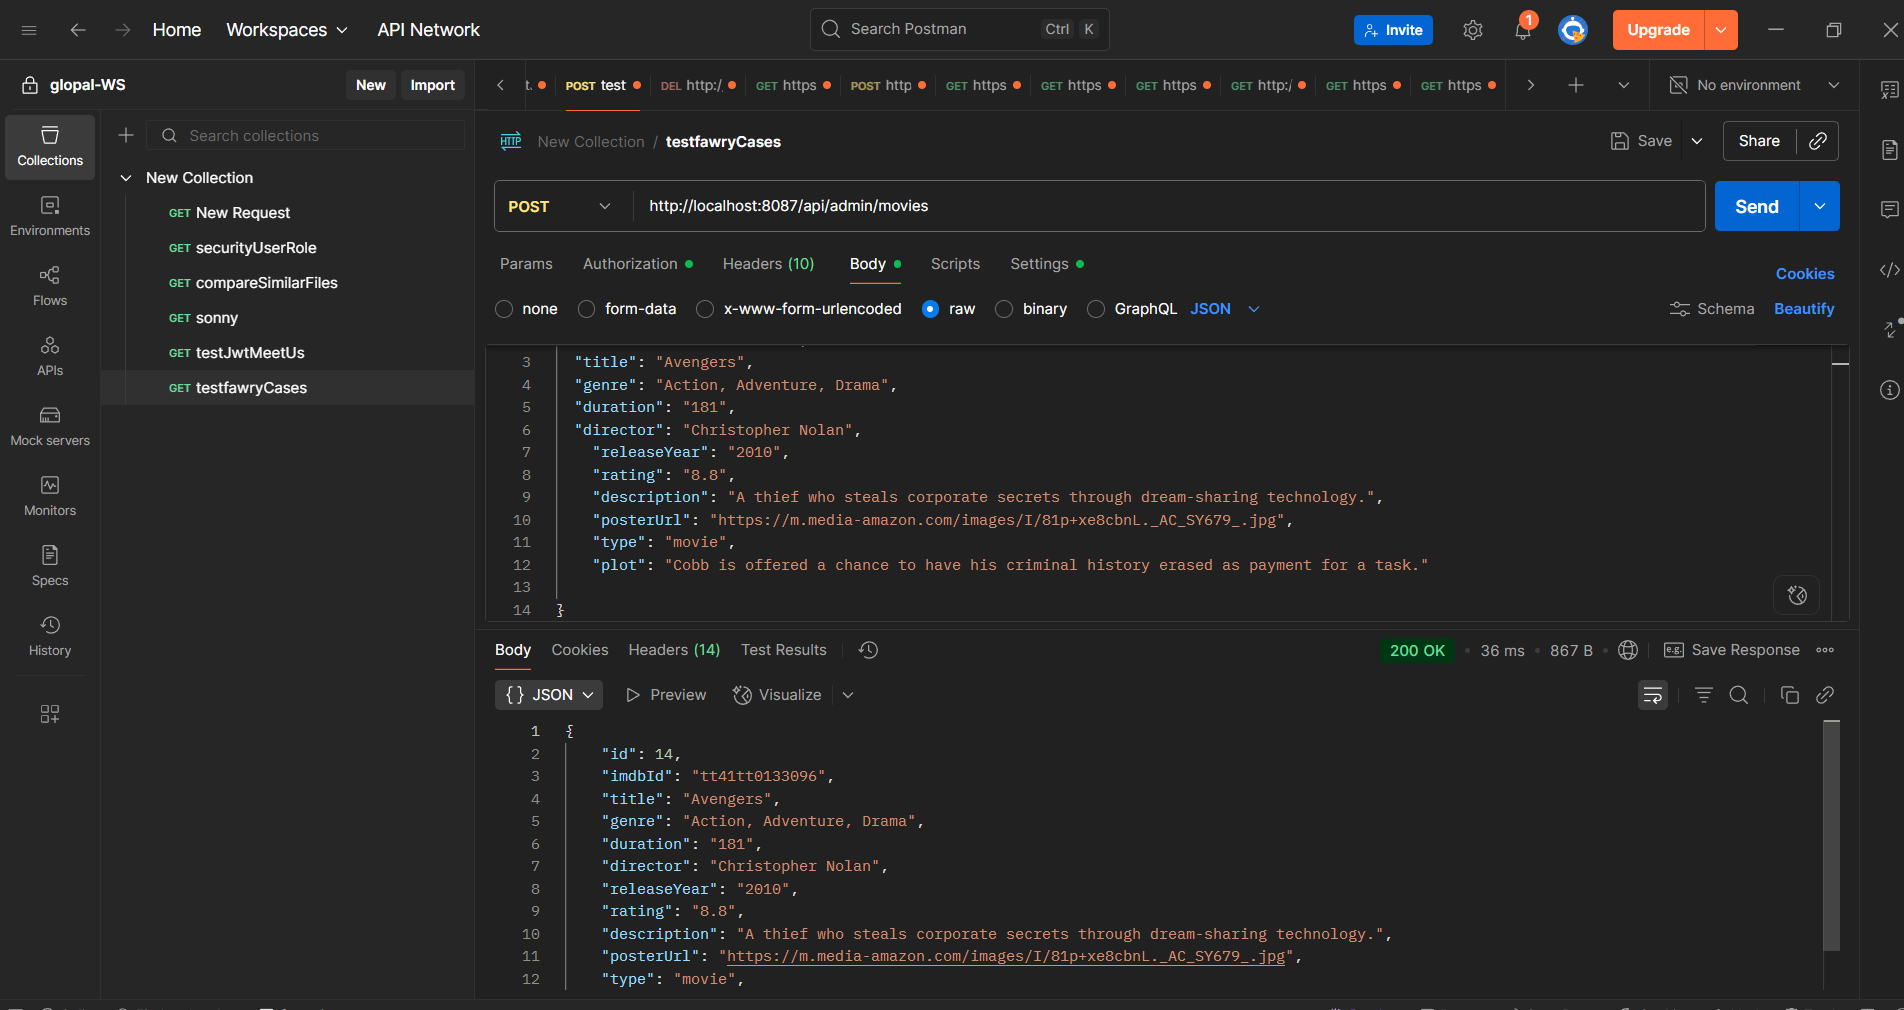 Home Workspaces API Network Search Postman Ctrl K Invite 1 Upgrade
glopal-WS New Import
t. POST test DEL http:/, GET https POST http GET https GET https GET https GET http:/ GET https GET https No environment
Collections
Environments
Flows
APIs
Mock servers
Monitors
Specs
History
Search collections
New Collection
GET New Request
GET securityUserRole
GET compareSimilarFiles
GET sonny
GET testJwtMeetUs
GET testfawryCases
HTTP New Collection / testfawryCases Save Share
POST http://localhost:8087/api/admin/movies Send
Params Authorization Headers (10) Body Scripts Settings Cookies
none form-data x-www-form-urlencoded raw binary GraphQL JSON Schema Beautify
3 "title": "Avengers",
4 "genre": "Action, Adventure, Drama",
5 "duration": "181",
6 "director": "Christopher Nolan",
7 "releaseYear": "2010",
8 "rating": "8.8",
9 "description": "A thief who steals corporate secrets through dream-sharing technology.",
10 "posterUrl": "https://m.media-amazon.com/images/I/81p+xe8cbnL._AC_SY679_.jpg",
11 "type": "movie",
12 "plot": "Cobb is offered a chance to have his criminal history erased as payment for a task."
13
14 }
Body Cookies Headers (14) Test Results 200 OK 36 ms 867 B e.g. Save Response
{} JSON Preview Visualize
1 {
2 "id": 14,
3 "imdbId": "tt41tt0133096",
4 "title": "Avengers",
5 "genre": "Action, Adventure, Drama",
6 "duration": "181",
7 "director": "Christopher Nolan",
8 "releaseYear": "2010",
9 "rating": "8.8",
10 "description": "A thief who steals corporate secrets through dream-sharing technology.",
11 "posterUrl": "https://m.media-amazon.com/images/I/81p+xe8cbnL._AC_SY679_.jpg",
12 "type": "movie",